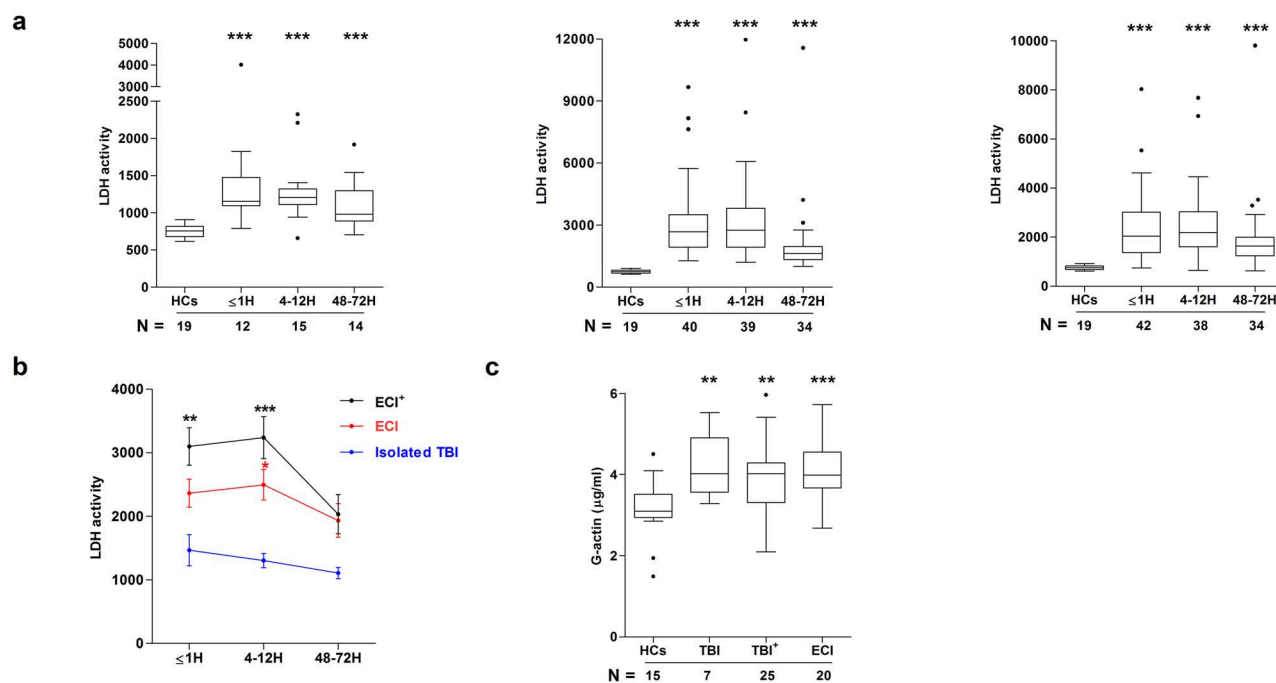 a
*** *** ***
5000
4000
3000
2500
2000
1500
1000
500
0
LDH activity
HCs ≤1H 4-12H 48-72H
N = 19 12 15 14
*** *** ***
12000
9000
6000
3000
0
LDH activity
HCs ≤1H 4-12H 48-72H
N = 19 40 39 34
*** *** ***
10000
8000
6000
4000
2000
0
LDH activity
HCs ≤1H 4-12H 48-72H
N = 19 42 38 34
b
4000
3000
2000
1000
0
LDH activity
** ***
*
ECI⁺
ECI
Isolated TBI
≤1H 4-12H 48-72H
c
** ** ***
6
4
2
0
G-actin (µg/ml)
HCs TBI TBI⁺ ECI
N = 15 7 25 20